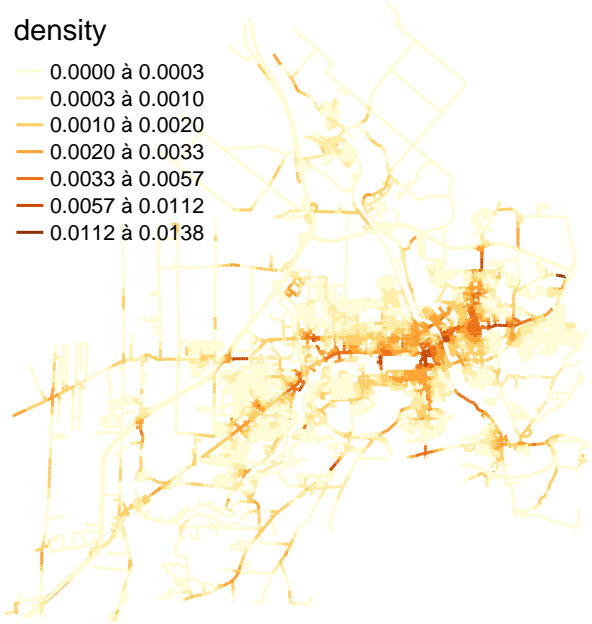 density
0.0000 à 0.0003
0.0003 à 0.0010
0.0010 à 0.0020
0.0020 à 0.0033
0.0033 à 0.0057
0.0057 à 0.0112
0.0112 à 0.0138